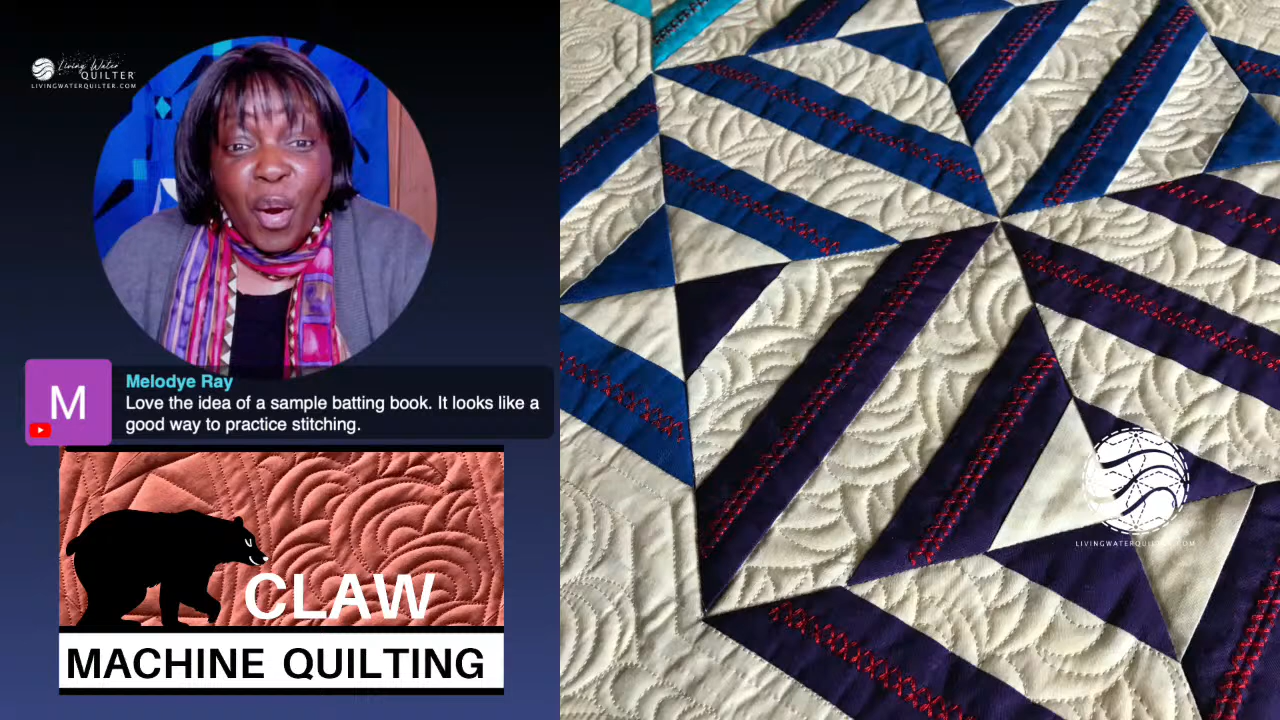 Living Water
QUILTER
LIVINGWATERQUILTER.COM
M
Melodye Ray
Love the idea of a sample batting book. It looks like a
good way to practice stitching.
CLAW
MACHINE QUILTING
LIVINGWATERQUILTER.COM